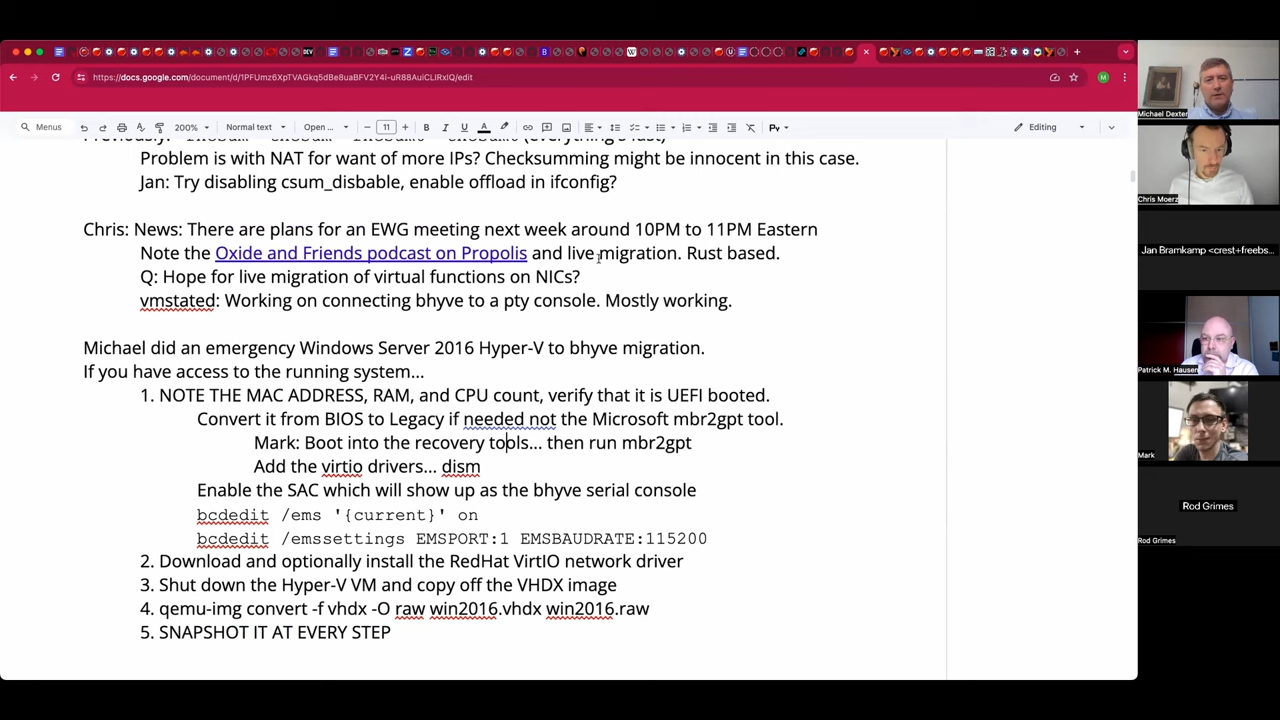 https://docs.google.com/document/d/1PFUmz6XpTVAGkq5dBe8uaBFV2Y4i-uR88AuiCLIRxIQ/edit
Menus
200%
Normal text
Open ...
11
Editing
Problem is with NAT for want of more IPs? Checksumming might be innocent in this case.
Jan: Try disabling csum_disbable, enable offload in ifconfig?
Chris: News: There are plans for an EWG meeting next week around 10PM to 11PM Eastern
Note the Oxide and Friends podcast on Propolis and live migration. Rust based.
Q: Hope for live migration of virtual functions on NICs?
vmstated: Working on connecting bhyve to a pty console. Mostly working.
Michael did an emergency Windows Server 2016 Hyper-V to bhyve migration.
If you have access to the running system...
1. NOTE THE MAC ADDRESS, RAM, and CPU count, verify that it is UEFI booted.
Convert it from BIOS to Legacy if needed not the Microsoft mbr2gpt tool.
Mark: Boot into the recovery tools... then run mbr2gpt
Add the virtio drivers... dism
Enable the SAC which will show up as the bhyve serial console
bcdedit /ems '{current}' on
bcdedit /emssettings EMSPORT:1 EMSBAUDRATE:115200
2. Download and optionally install the RedHat VirtIO network driver
3. Shut down the Hyper-V VM and copy off the VHDX image
4. qemu-img convert -f vhdx -O raw win2016.vhdx win2016.raw
5. SNAPSHOT IT AT EVERY STEP
Michael Dexter
Chris Moerz
Jan Bramkamp <crest+freebs...
Patrick M. Hausen
Mark
Rod Grimes
Rod Grimes